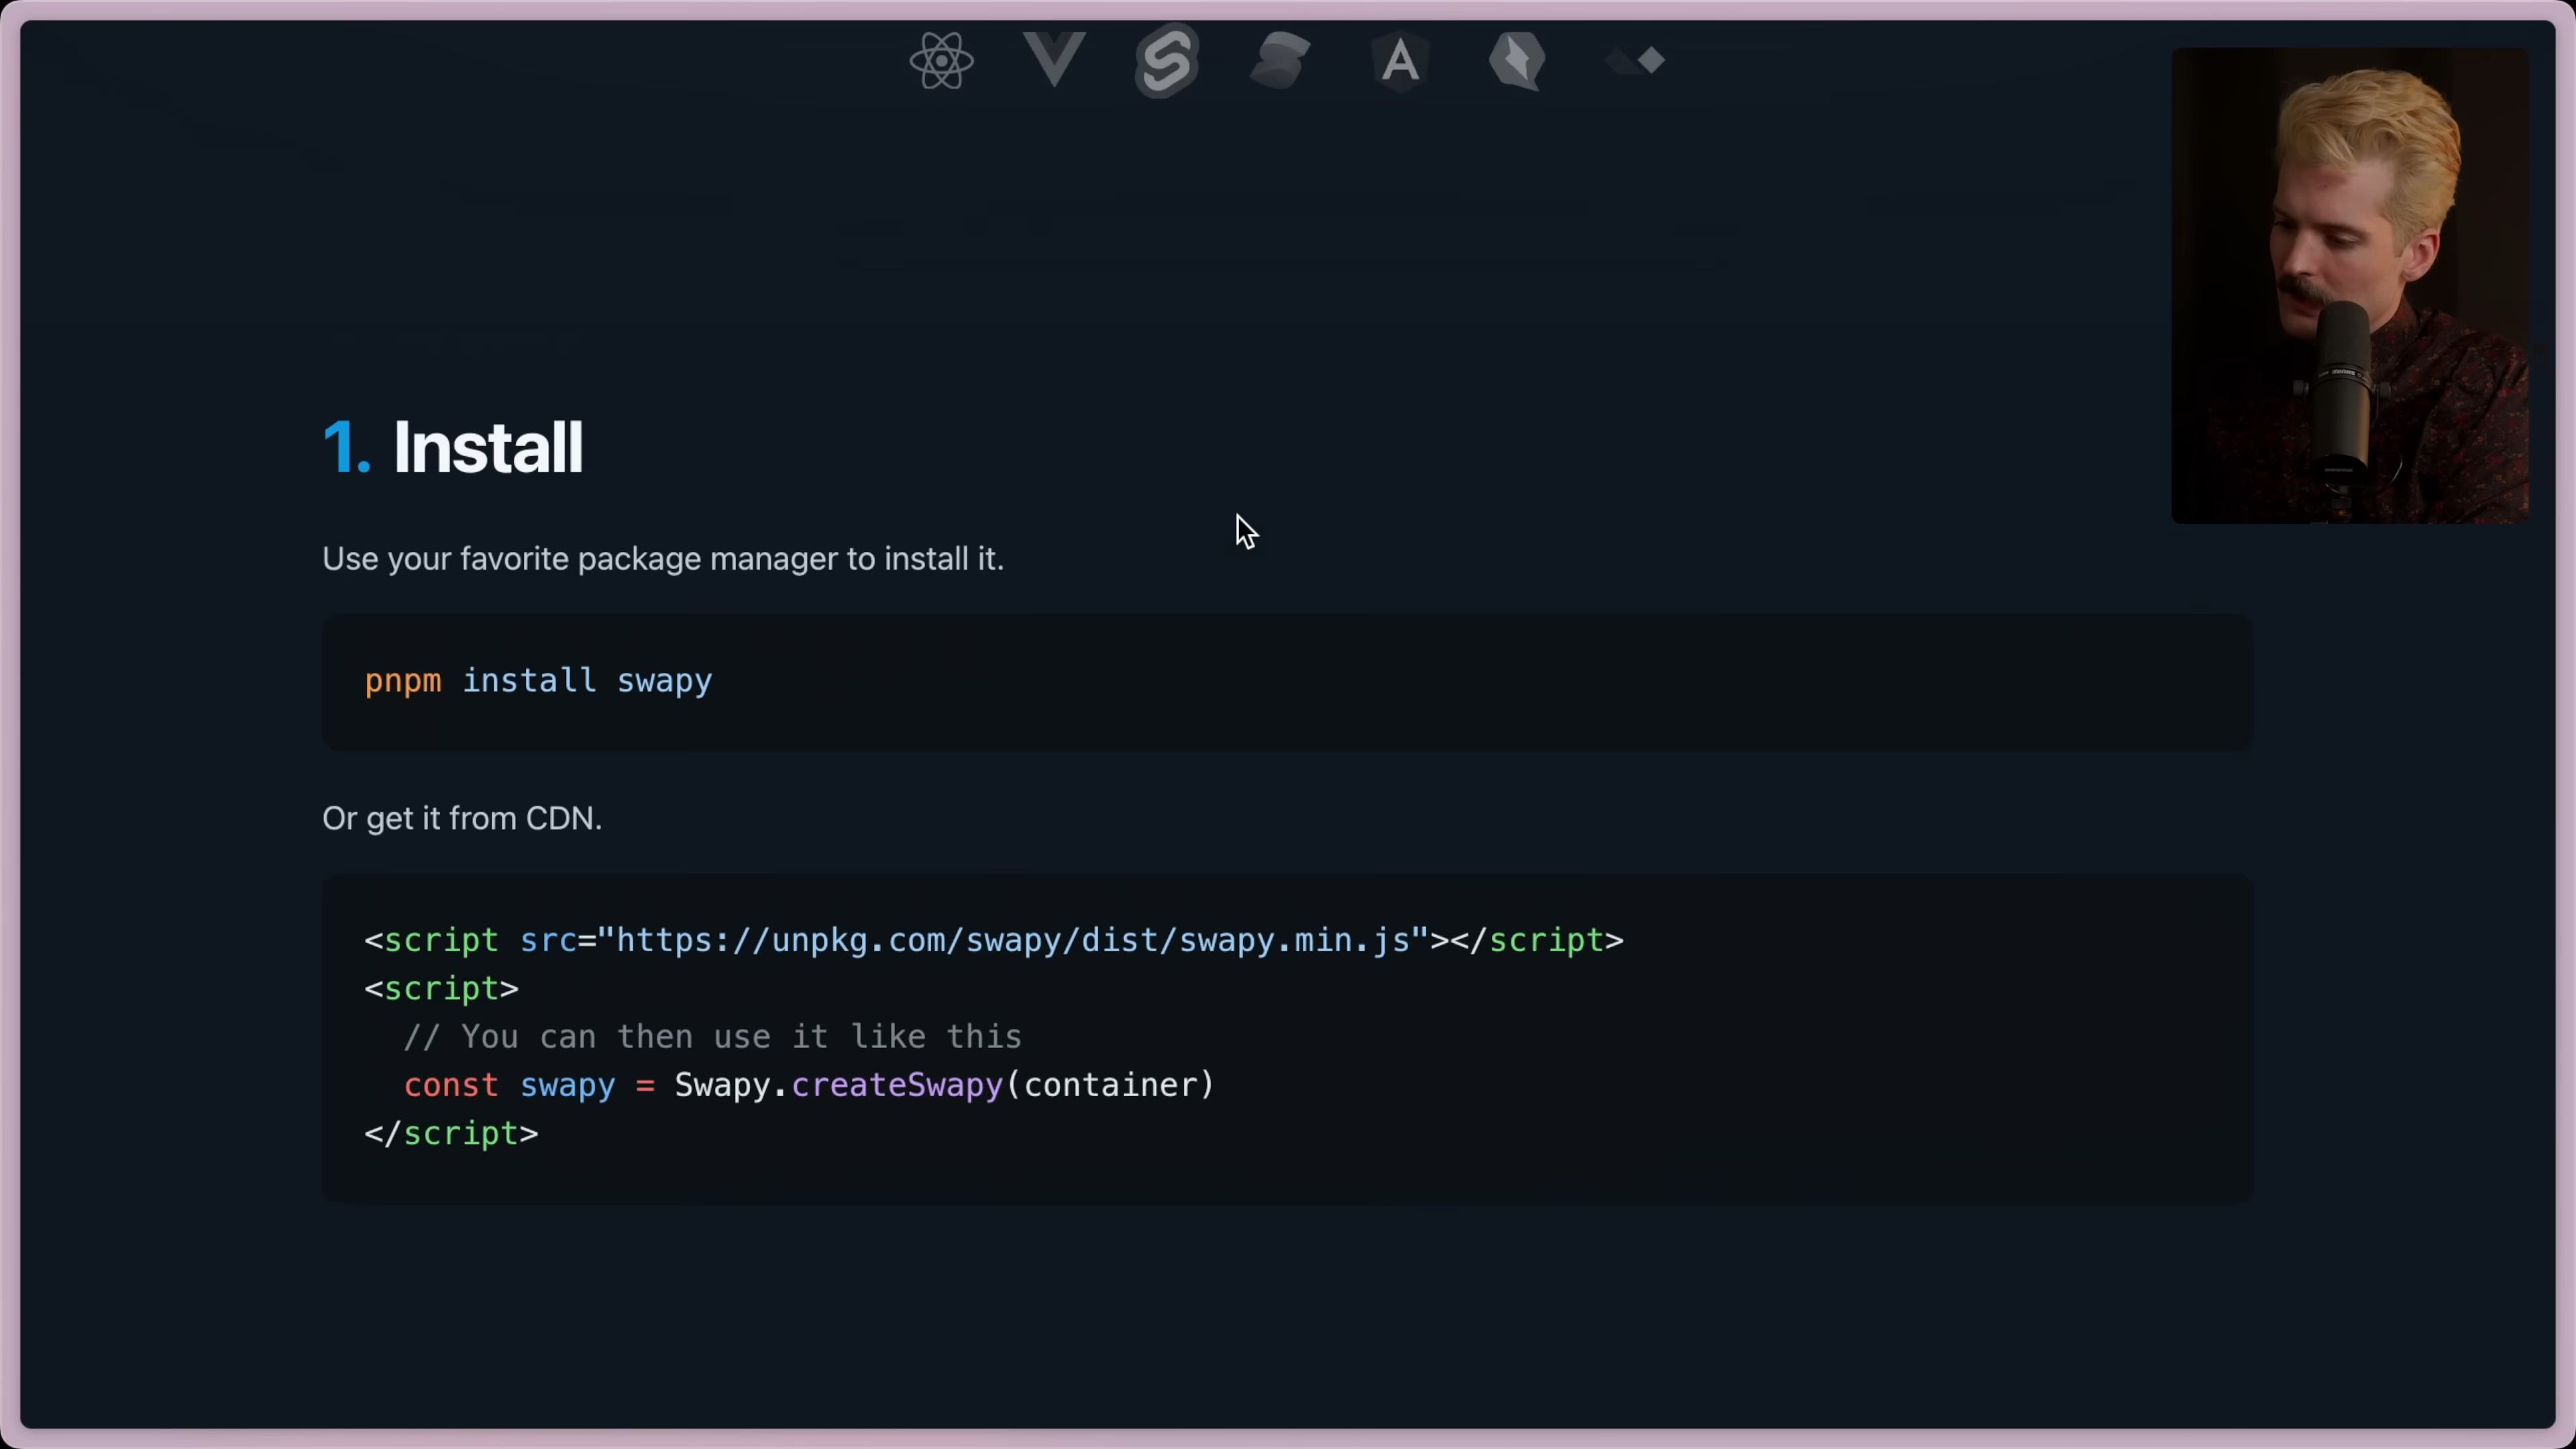 1. Install
Use your favorite package manager to install it.
pnpm install swapy
Or get it from CDN.
<script src="https://unpkg.com/swapy/dist/swapy.min.js"></script>
<script>
// You can then use it like this
const swapy = Swapy.createSwapy(container)
</script>